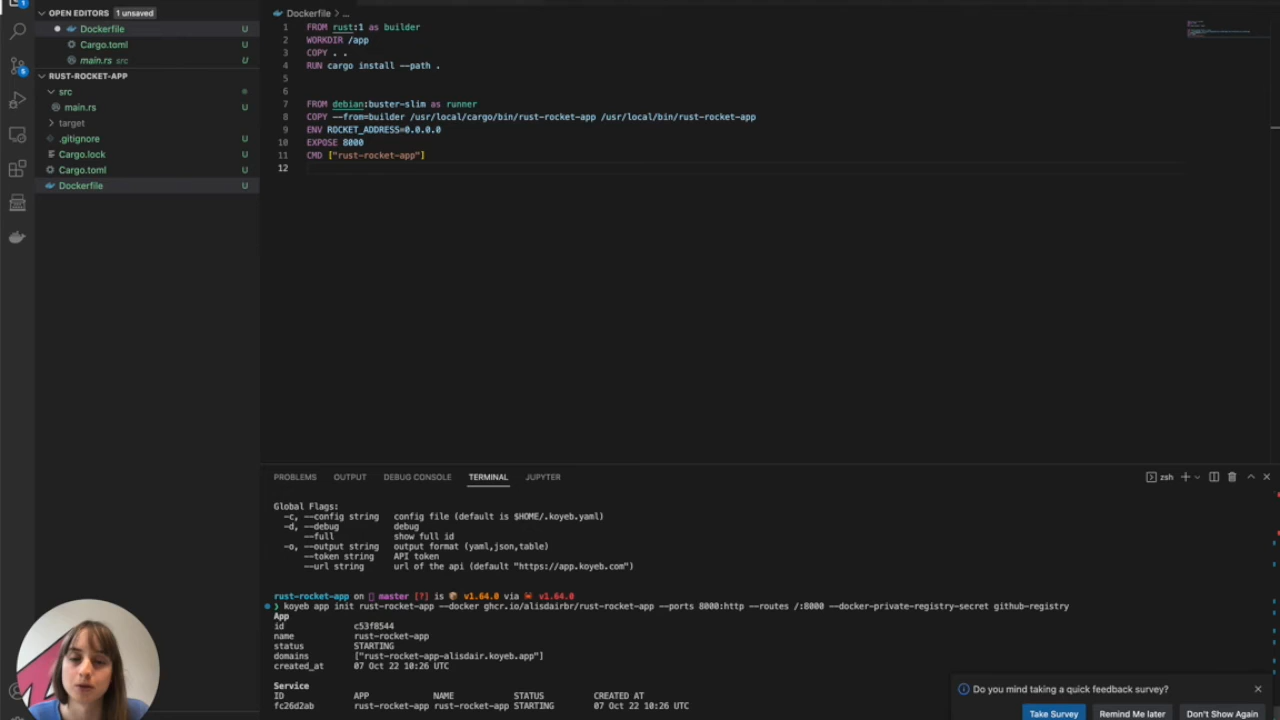 1
OPEN EDITORS 1 unsaved
Dockerfile U
Cargo.toml U
main.rs src U
RUST-ROCKET-APP
src
main.rs U
target
.gitignore U
Cargo.lock U
Cargo.toml U
Dockerfile U
5
Dockerfile > ...
1 FROM rust:1 as builder
2 WORKDIR /app
3 COPY . .
4 RUN cargo install --path .
5
6
7 FROM debian:buster-slim as runner
8 COPY --from=builder /usr/local/cargo/bin/rust-rocket-app /usr/local/bin/rust-rocket-app
9 ENV ROCKET_ADDRESS=0.0.0.0
10 EXPOSE 8000
11 CMD ["rust-rocket-app"]
12
PROBLEMS OUTPUT DEBUG CONSOLE TERMINAL JUPYTER
zsh
Global Flags:
-c, --config string config file (default is $HOME/.koyeb.yaml)
-d, --debug debug
--full show full id
-o, --output string output format (yaml,json,table)
--token string API token
--url string url of the api (default "https://app.koyeb.com")
rust-rocket-app on master [?] is 📦 v1.64.0 via v1.64.0
❯ koyeb app init rust-rocket-app --docker ghcr.io/alisdairbr/rust-rocket-app --ports 8000:http --routes /:8000 --docker-private-registry-secret github-registry
App
id c53f8544
name rust-rocket-app
status STARTING
domains ["rust-rocket-app-alisdair.koyeb.app"]
created_at 07 Oct 22 10:26 UTC
Service
ID APP NAME STATUS CREATED AT
fc26d2ab rust-rocket-app rust-rocket-app STARTING 07 Oct 22 10:26 UTC
Do you mind taking a quick feedback survey?
Take Survey Remind Me later Don't Show Again